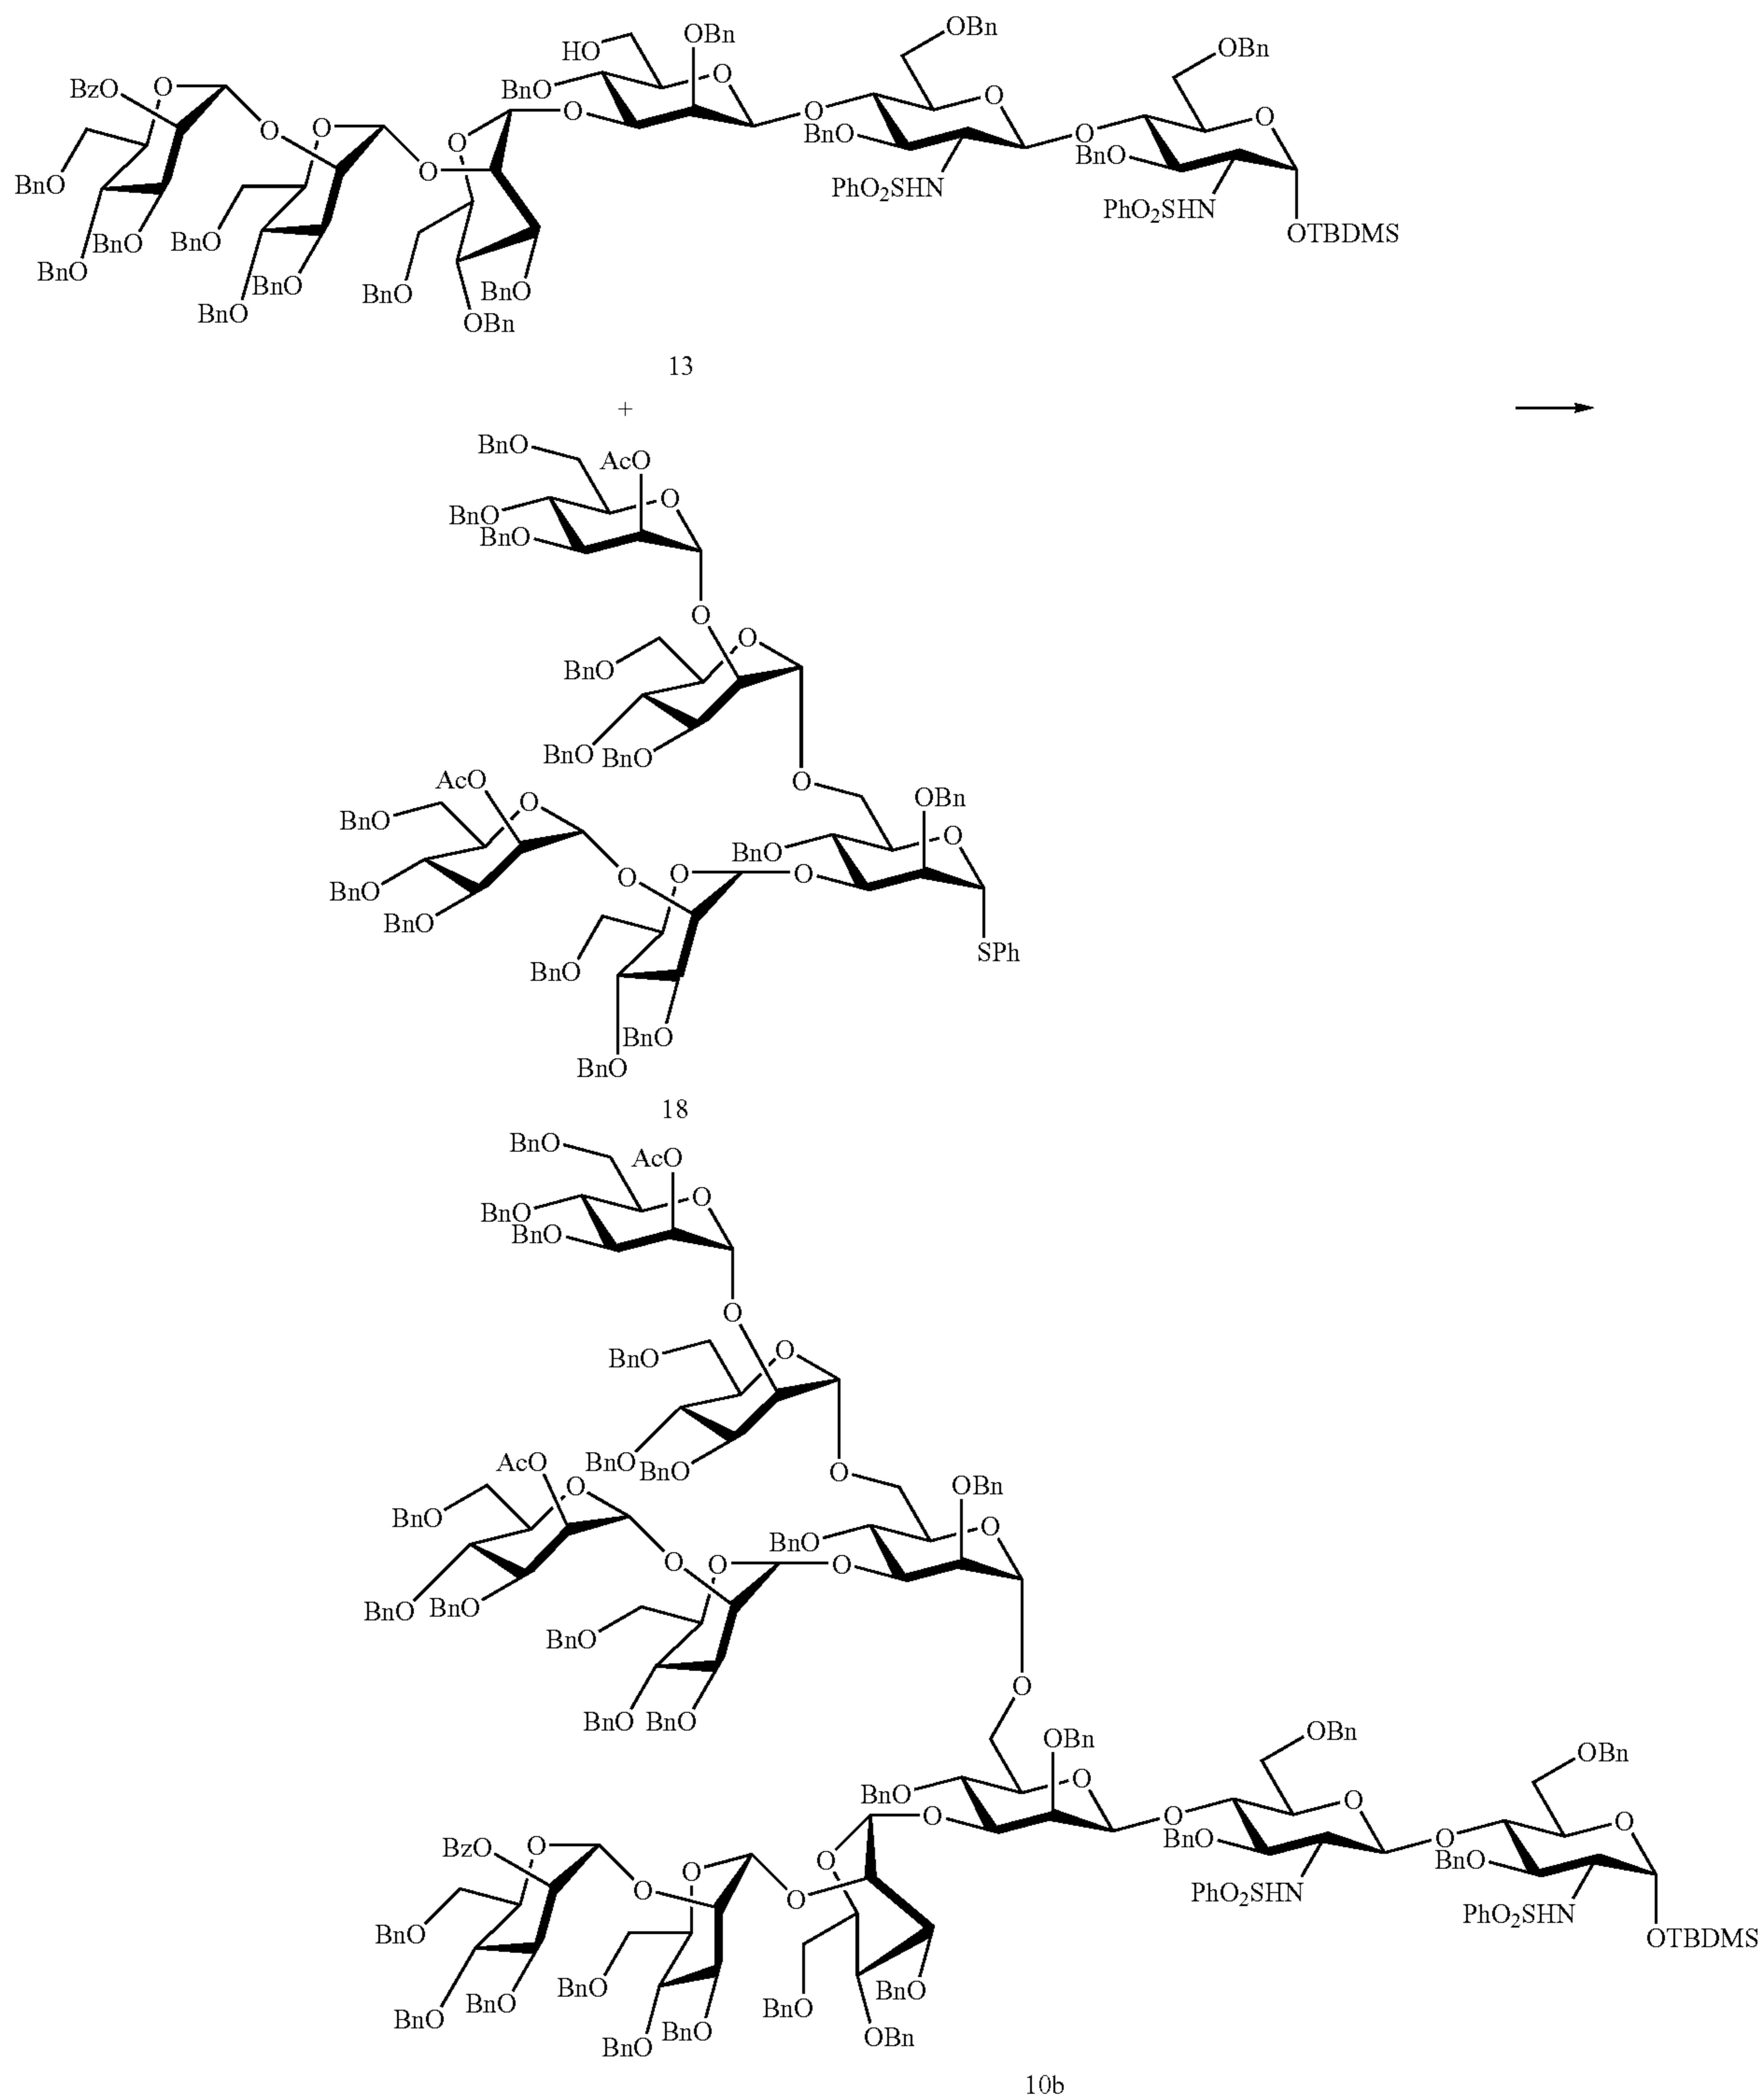 HO OBn OBn OBn
BzO O BnO O O O O O
BnO O O O BnO O BnO O
BnO BnO O PhO2SHN PhO2SHN OTBDMS
BnO BnO BnO BnO BnO BnO
BnO OBn
13
+
BnO AcO O
BnO
BnO
O
O
BnO
BnO BnO
O
AcO O OBn
BnO BnO O O O
BnO O
BnO
BnO SPh
BnO
BnO
18
BnO AcO
O
BnO
BnO
O
BnO O
BnO BnO
AcO O OBn
BnO O
BnO O O O
BnO BnO BnO
BnO BnO
O
OBn OBn OBn
BnO O O O O O O
BzO O O BnO BnO
O O O O
BnO PhO2SHN PhO2SHN OTBDMS
BnO BnO BnO BnO BnO
BnO BnO OBn
10b